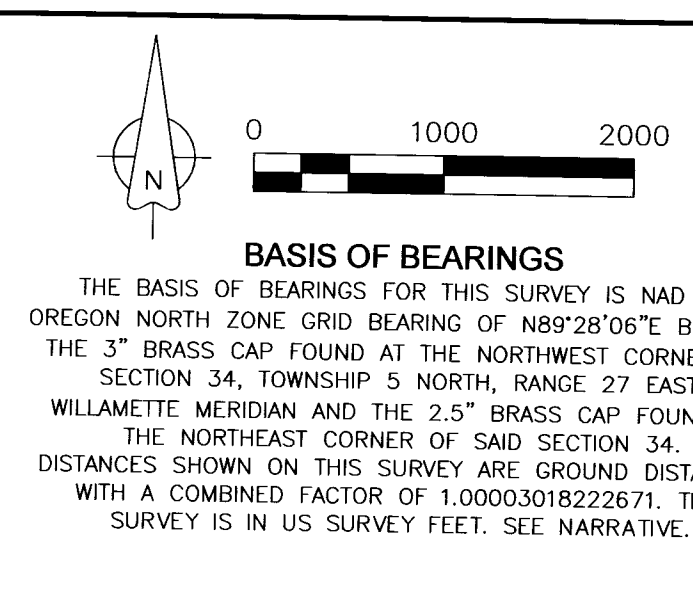 0 1000 2000
N
BASIS OF BEARINGS
THE BASIS OF BEARINGS FOR THIS SURVEY IS NAD
OREGON NORTH ZONE GRID BEARING OF N89°28'06"E B
THE 3" BRASS CAP FOUND AT THE NORTHWEST CORNE
SECTION 34, TOWNSHIP 5 NORTH, RANGE 27 EAST
WILLAMETTE MERIDIAN AND THE 2.5" BRASS CAP FOUN
THE NORTHEAST CORNER OF SAID SECTION 34.
DISTANCES SHOWN ON THIS SURVEY ARE GROUND DISTA
WITH A COMBINED FACTOR OF 1.00003018222671. T
SURVEY IS IN US SURVEY FEET. SEE NARRATIVE.